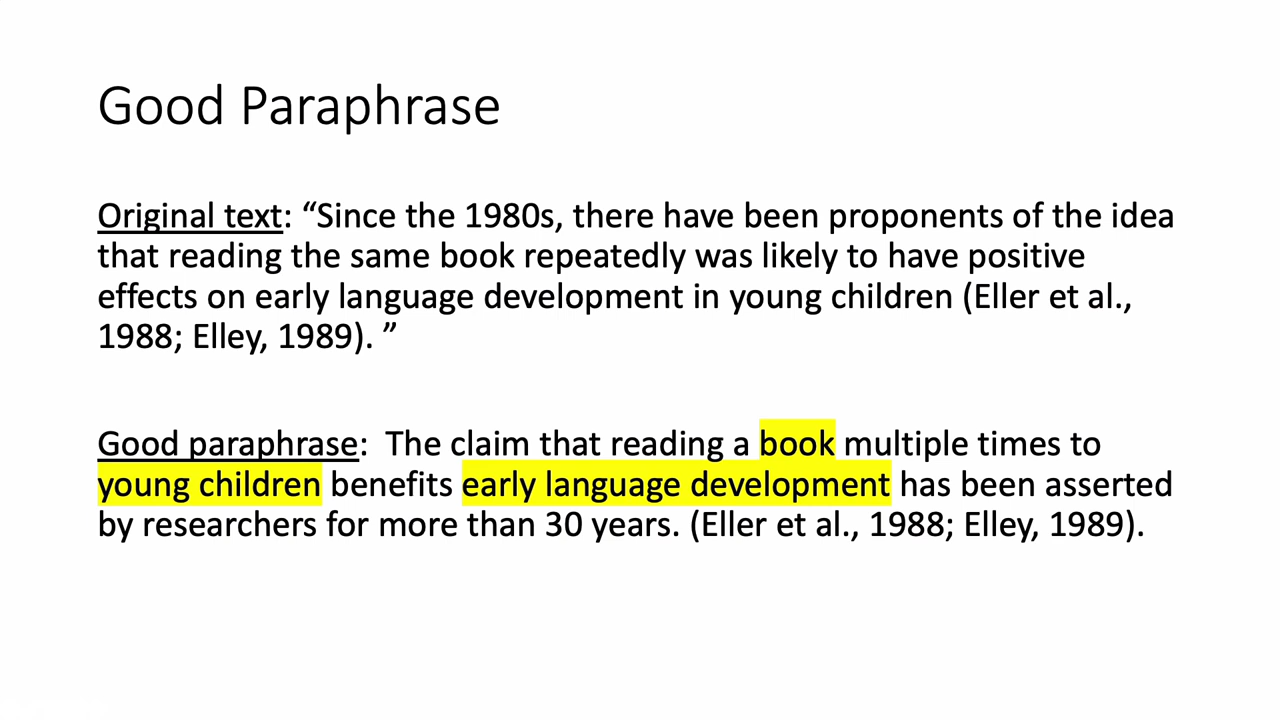 Good Paraphrase
Original text: “Since the 1980s, there have been proponents of the idea
that reading the same book repeatedly was likely to have positive
effects on early language development in young children (Eller et al.,
1988; Elley, 1989). ”
Good paraphrase:  The claim that reading a book multiple times to
young children benefits early language development has been asserted
by researchers for more than 30 years. (Eller et al., 1988; Elley, 1989).